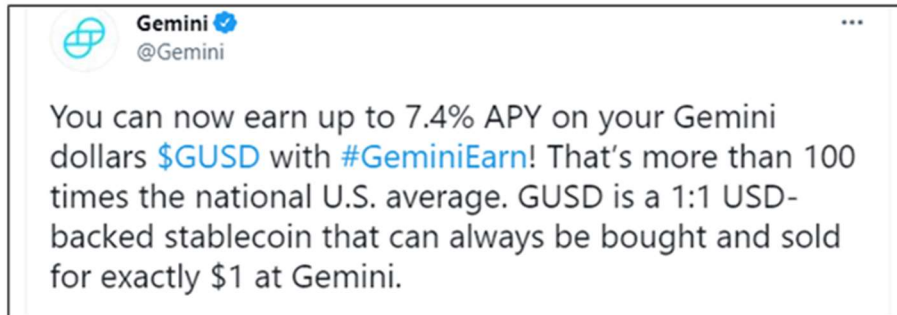 Gemini
@Gemini
You can now earn up to 7.4% APY on your Gemini
dollars $GUSD with #GeminiEarn! That's more than 100
times the national U.S. average. GUSD is a 1:1 USD-
backed stablecoin that can always be bought and sold
for exactly $1 at Gemini.